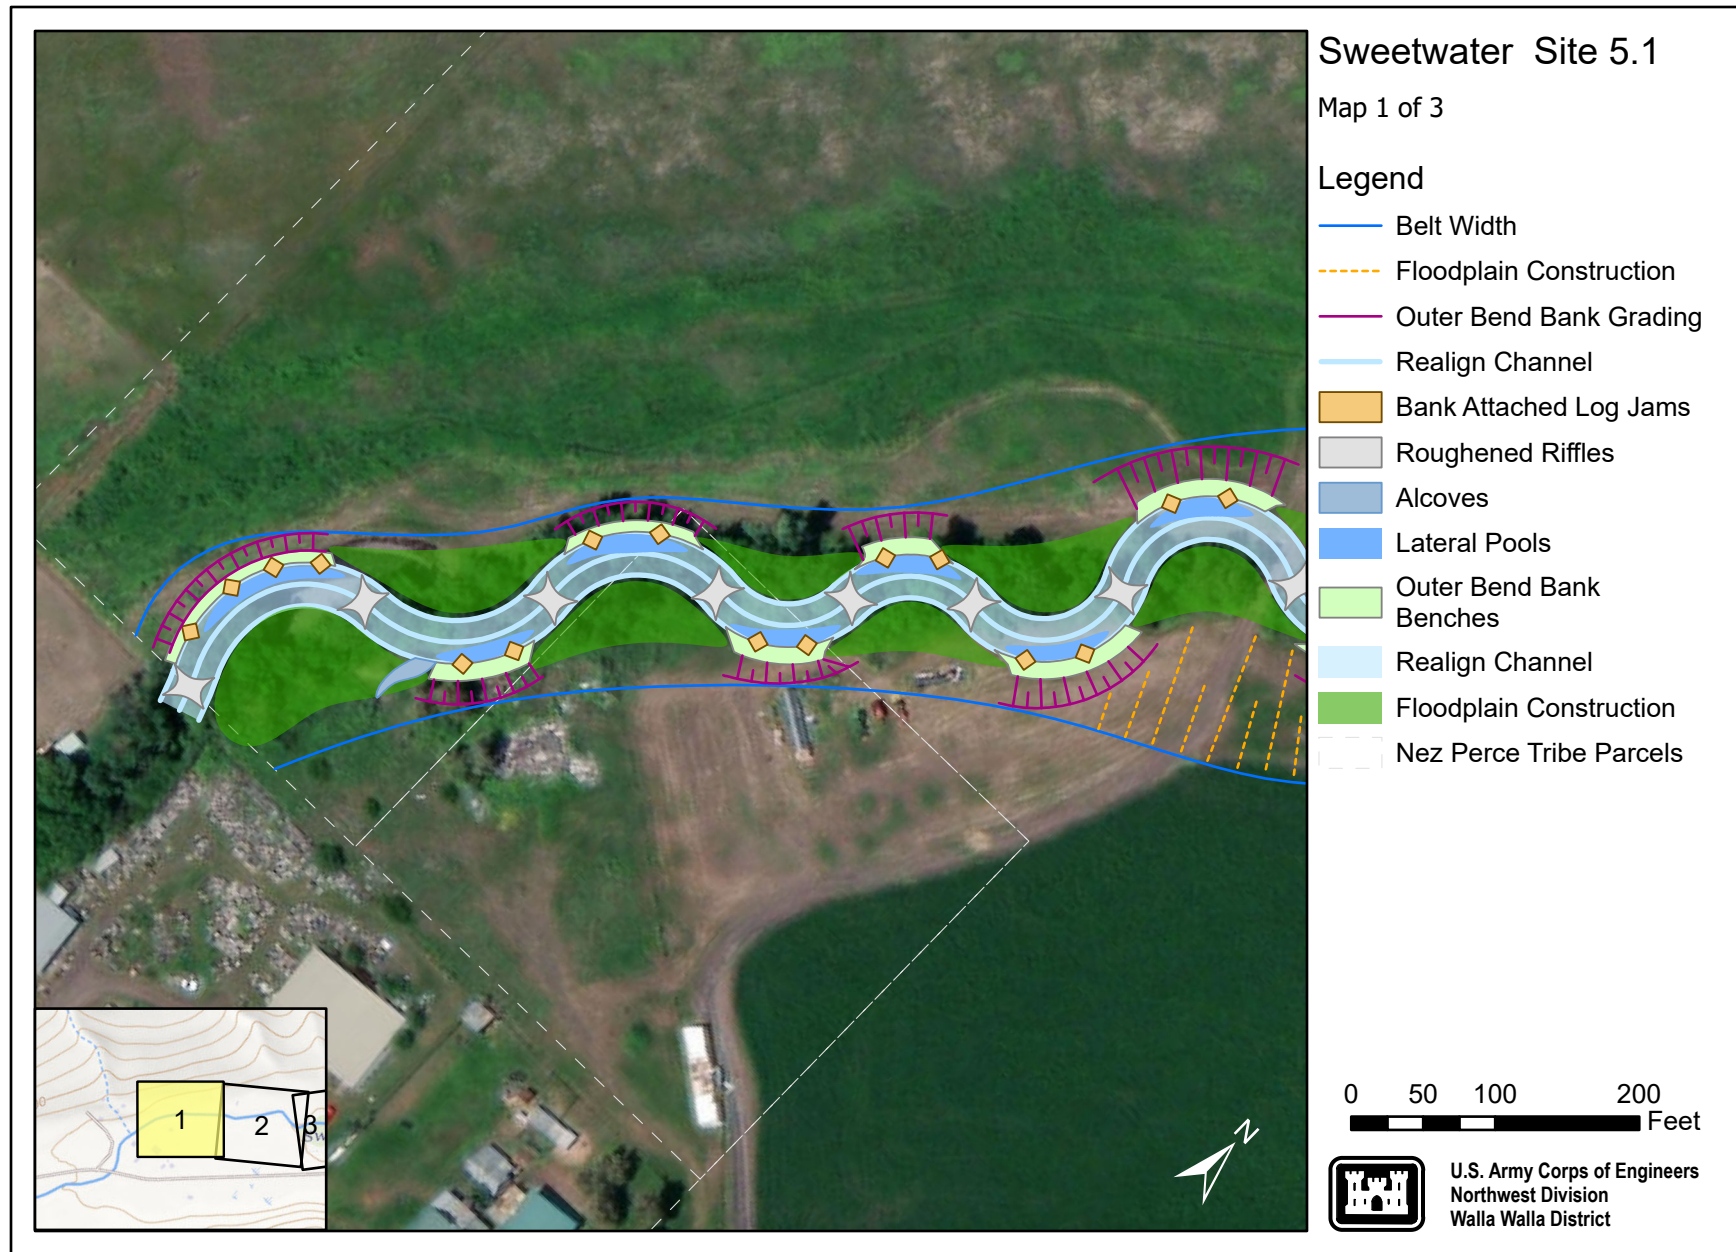 Sweetwater Site 5.1
Map 1 of 3
Legend
Belt Width
Floodplain Construction
Outer Bend Bank Grading
Realign Channel
Bank Attached Log Jams
Roughened Riffles
Alcoves
Lateral Pools
Outer Bend Bank
Benches
Realign Channel
Floodplain Construction
Nez Perce Tribe Parcels
1
2
3
Sw
N
0 50 100 200
Feet
U.S. Army Corps of Engineers
Northwest Division
Walla Walla District